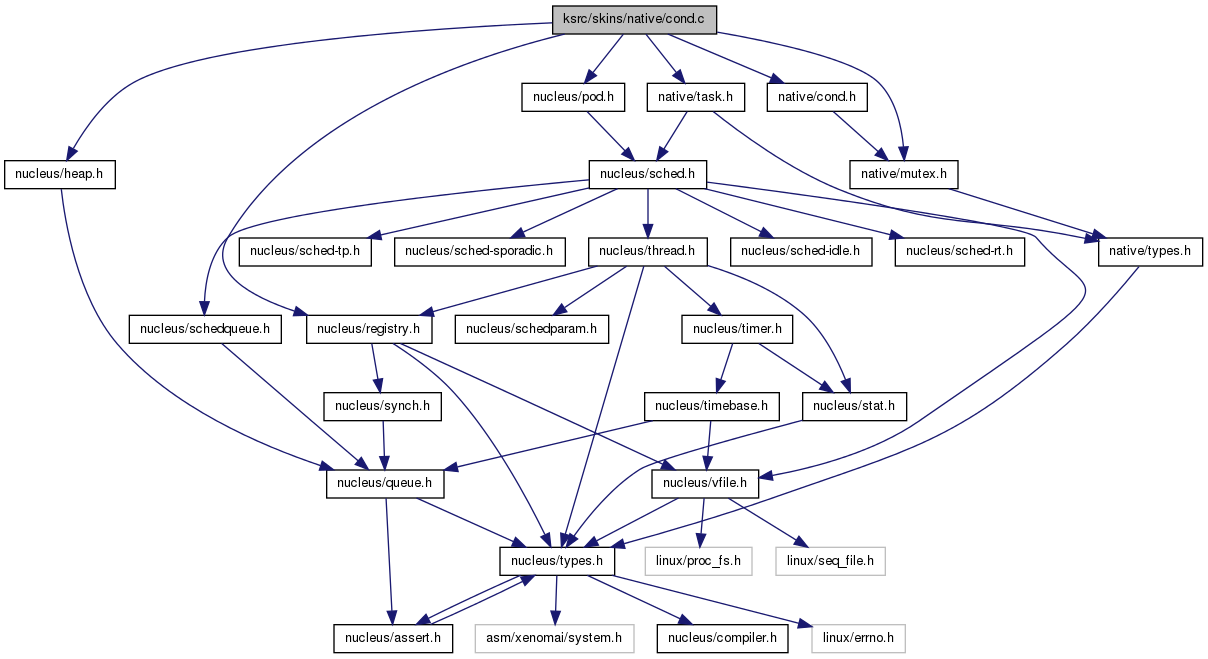 ksrc/skins/native/cond.c
nucleus/pod.h
native/task.h
native/cond.h
nucleus/heap.h
nucleus/sched.h
native/mutex.h
nucleus/sched-tp.h
nucleus/sched-sporadic.h
nucleus/thread.h
nucleus/sched-idle.h
nucleus/sched-rt.h
native/types.h
nucleus/schedqueue.h
nucleus/registry.h
nucleus/schedparam.h
nucleus/timer.h
nucleus/synch.h
nucleus/timebase.h
nucleus/stat.h
nucleus/queue.h
nucleus/vfile.h
nucleus/types.h
linux/proc_fs.h
linux/seq_file.h
nucleus/assert.h
asm/xenomai/system.h
nucleus/compiler.h
linux/errno.h